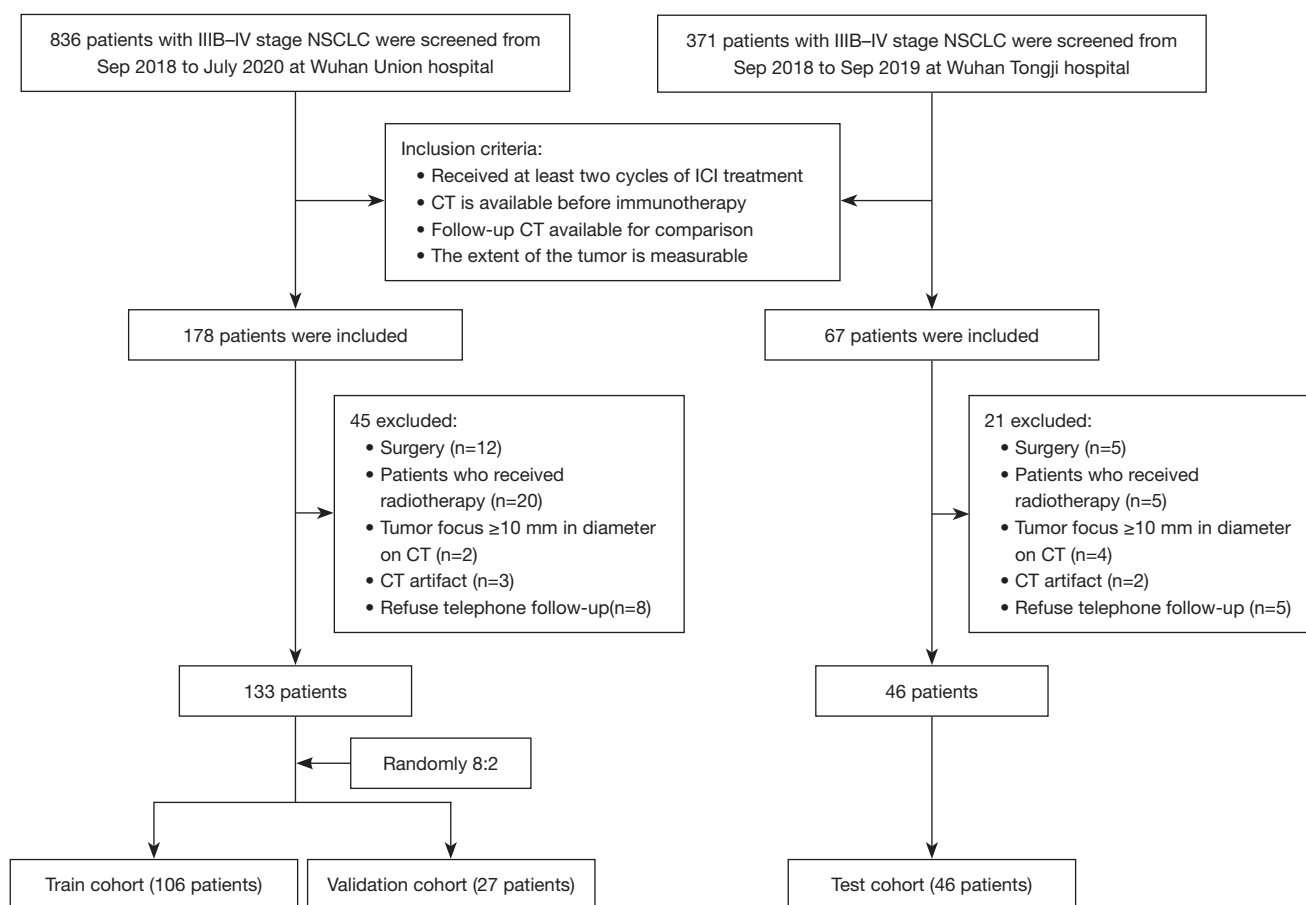 836 patients with IIIB–IV stage NSCLC were screened from
Sep 2018 to July 2020 at Wuhan Union hospital
371 patients with IIIB–IV stage NSCLC were screened from
Sep 2018 to Sep 2019 at Wuhan Tongji hospital
Inclusion criteria:
• Received at least two cycles of ICI treatment
• CT is available before immunotherapy
• Follow-up CT available for comparison
• The extent of the tumor is measurable
178 patients were included
67 patients were included
45 excluded:
• Surgery (n=12)
• Patients who received
radiotherapy (n=20)
• Tumor focus ≥10 mm in diameter
on CT (n=2)
• CT artifact (n=3)
• Refuse telephone follow-up(n=8)
21 excluded:
• Surgery (n=5)
• Patients who received
radiotherapy (n=5)
• Tumor focus ≥10 mm in diameter
on CT (n=4)
• CT artifact (n=2)
• Refuse telephone follow-up (n=5)
133 patients
46 patients
Randomly 8:2
Train cohort (106 patients)
Validation cohort (27 patients)
Test cohort (46 patients)